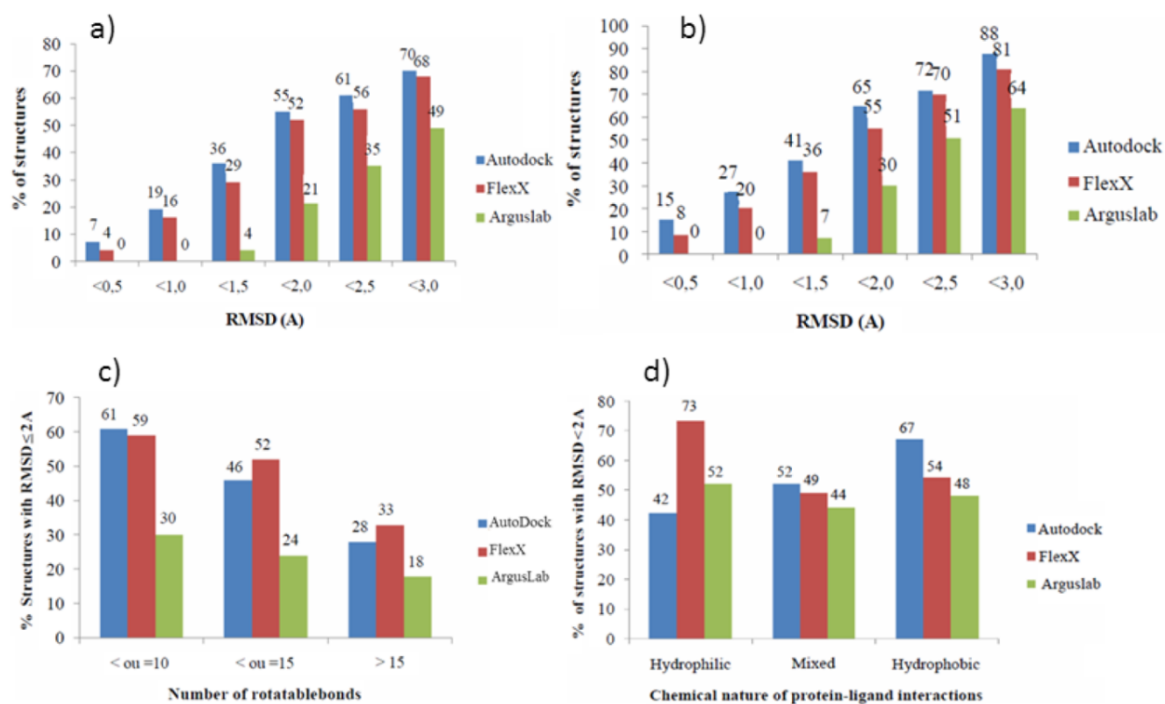 a)
% of structures
80
70
60
50
40
30
20
10
0
7 4 0
19 16 0
36 29 4
55 52 21
61 56 35
70 68 49
<0,5 <1,0 <1,5 <2,0 <2,5 <3,0
RMSD (A)
Autodock
FlexX
Arguslab
b)
% of structures
100
90
80
70
60
50
40
30
20
10
0
15 8 0
27 20 0
41 36 7
65 55 30
72 70 51
88 81 64
<0,5 <1,0 <1,5 <2,0 <2,5 <3,0
RMSD (A)
Autodock
FlexX
Arguslab
c)
% Structures with RMSD ≤ 2A
70
60
50
40
30
20
10
0
61 59 30
46 52 24
28 33 18
< ou =10 < ou =15 > 15
Number of rotatablebonds
AutoDock
FlexX
ArgusLab
d)
% of structures with RMSD<2A
80
70
60
50
40
30
20
10
0
42 73 52
52 49 44
67 54 48
Hydrophilic Mixed Hydrophobic
Chemical nature of protein-ligand interactions
Autodock
FlexX
Arguslab